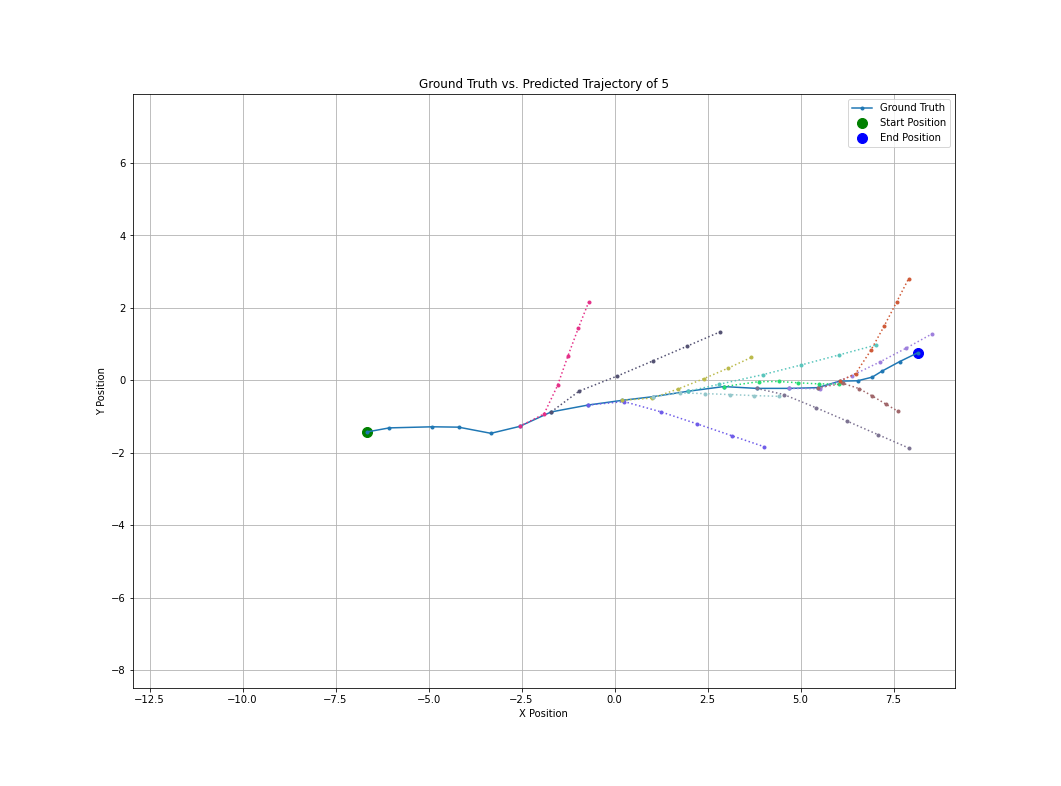 Ground Truth vs. Predicted Trajectory of 5
Ground Truth
Start Position
End Position
6
4
2
0
−2
−4
−6
−8
Y Position
−12.5 −10.0 −7.5 −5.0 −2.5 0.0 2.5 5.0 7.5
X Position